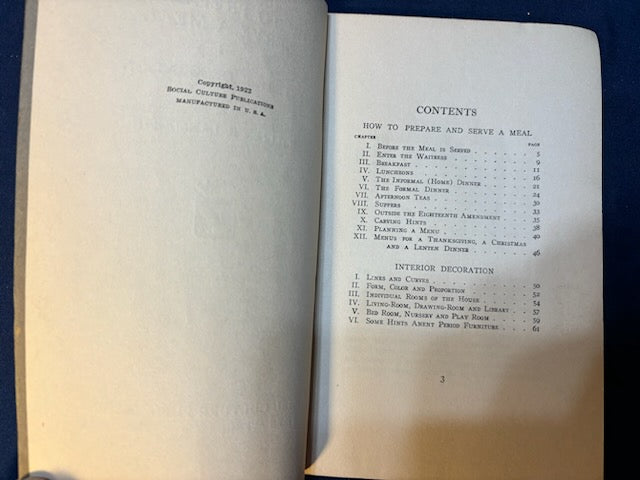 Copyright, 1922
Social Culture Publications
MANUFACTURED IN U. S. A.
CONTENTS
HOW TO PREPARE AND SERVE A MEAL
CHAPTER PAGE
I. Before the Meal is Served . . . . . . . 5
II. Enter the Waitress . . . . . . . 9
III. Breakfast . . . . . . . 11
IV. Luncheons . . . . . . . 16
V. The Informal (Home) Dinner . . . . . . . 21
VI. The Formal Dinner . . . . . . . 24
VII. Afternoon Teas . . . . . . . 30
VIII. Suppers . . . . . . . 33
IX. Outside the Eighteenth Amendment . . . . 35
X. Carving Hints . . . . . . . 38
XI. Planning a Menu . . . . . . . 40
XII. Menus for a Thanksgiving, a Christmas
and a Lenten Dinner . . . . . . . 46
INTERIOR DECORATION
I. Lines and Curves . . . . . . . 50
II. Form, Color and Proportion . . . . . . . 52
III. Individual Rooms of the House . . . . . 54
IV. Living-Room, Drawing-Room and Library . . . 57
V. Bed Room, Nursery and Play Room . . . . 59
VI. Some Hints Anent Period Furniture . . . . 61
3